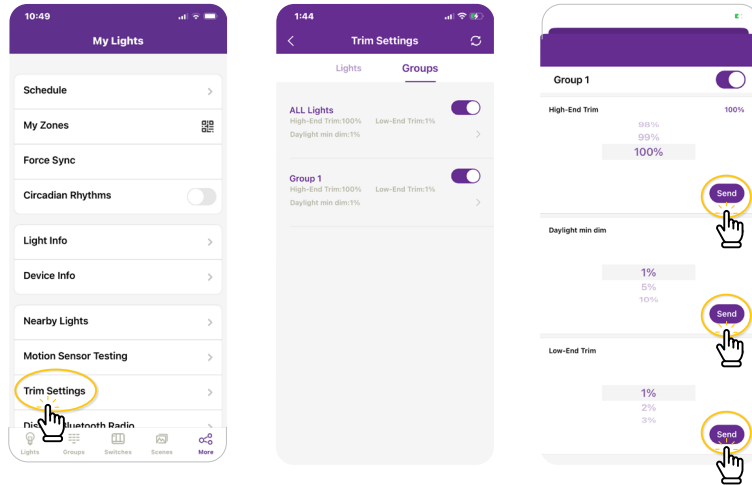 10:49
My Lights
Schedule
My Zones
Force Sync
Circadian Rhythms
Light Info
Device Info
Nearby Lights
Motion Sensor Testing
Trim Settings
Bluetooth Radio
Lights Groups Switches Scenes More
1:44
Trim Settings
Lights Groups
ALL Lights
High-End Trim:100% Low-End Trim:1%
Daylight min dim:1%
Group 1
High-End Trim:100% Low-End Trim:1%
Daylight min dim:1%
Group 1
High-End Trim 100%
98%
99%
100%
Send
Daylight min dim
1%
5%
10%
Send
Low-End Trim
1%
2%
3%
Send